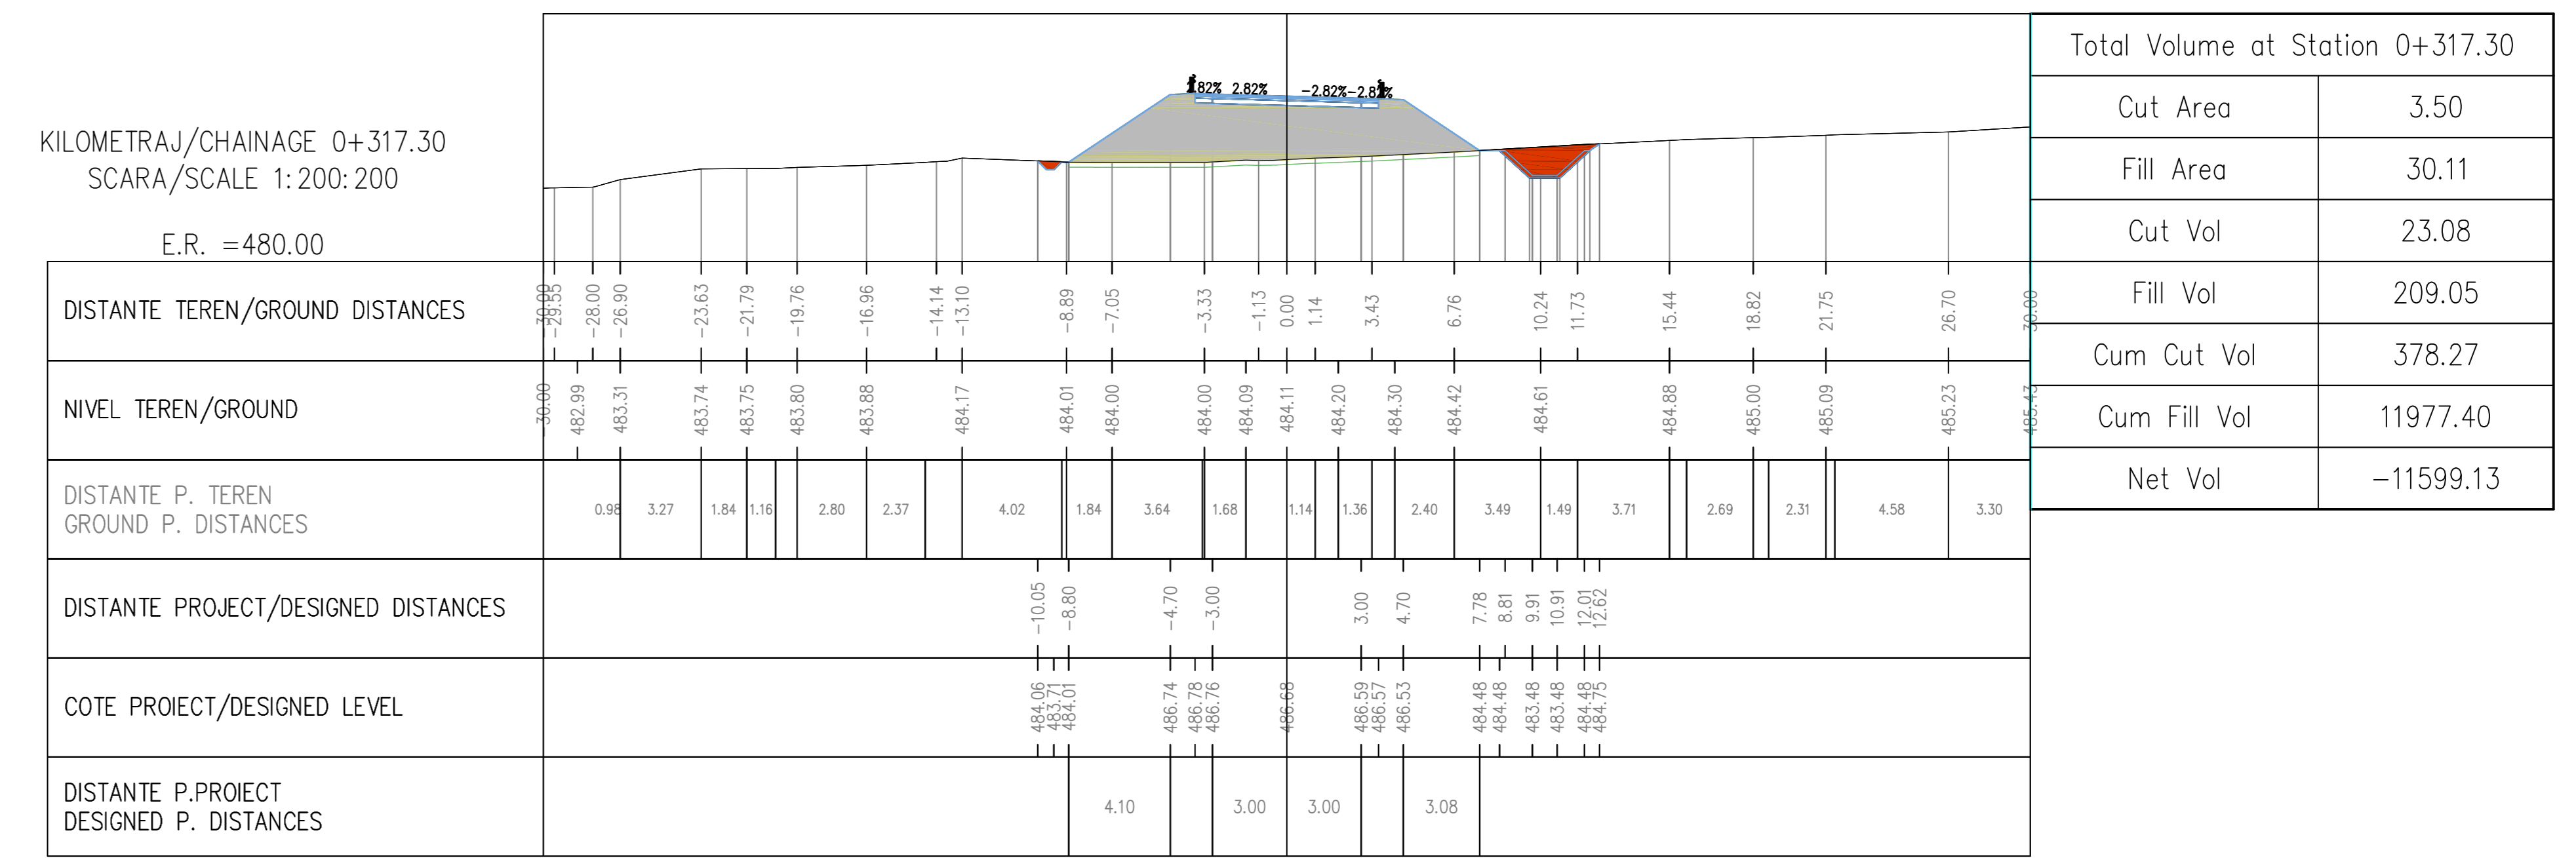 KILOMETRAJ/CHAINAGE 0+317.30
SCARA/SCALE 1:200:200
E.R. =480.00
2.82% -2.82%
DISTANTE TEREN/GROUND DISTANCES
-30.00 -29.55 -28.00 -26.90 -23.63 -21.79 -19.76 -16.96 -14.14 -13.10 -8.89 -7.05 -3.33 -1.13 0.00 1.14 3.43 6.76 10.24 11.73 15.44 18.82 21.75 26.70 30.00
NIVEL TEREN/GROUND
-30.00 482.99 483.31 483.74 483.75 483.80 483.88 484.17 484.01 484.00 484.00 484.09 484.11 484.20 484.30 484.42 484.61 484.88 485.00 485.09 485.23 485.43
DISTANTE P. TEREN
GROUND P. DISTANCES
0.98 3.27 1.84 1.16 2.80 2.37 4.02 1.84 3.64 1.68 1.14 1.36 2.40 3.49 1.49 3.71 2.69 2.31 4.58 3.30
DISTANTE PROJECT/DESIGNED DISTANCES
-10.05 -8.80 -4.70 -3.00 3.00 4.70 7.78 8.81 9.91 10.91 12.01 12.62
COTE PROIECT/DESIGNED LEVEL
484.06 483.71 484.01 486.74 486.78 486.76 486.68 486.59 486.57 486.53 484.48 484.48 483.48 483.48 484.48 484.75
DISTANTE P.PROIECT
DESIGNED P. DISTANCES
4.10 3.00 3.00 3.08
Total Volume at Station 0+317.30
Cut Area 3.50
Fill Area 30.11
Cut Vol 23.08
Fill Vol 209.05
Cum Cut Vol 378.27
Cum Fill Vol 11977.40
Net Vol -11599.13